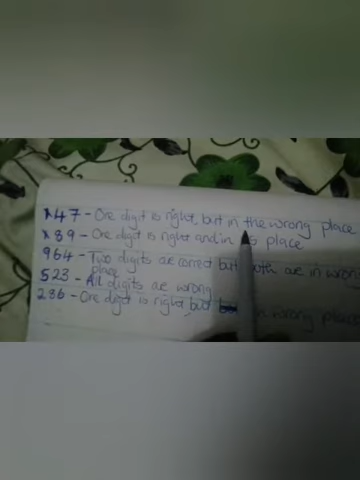 147 - One digit is right, but in the wrong place
189 - One digit is right and in its place
964 - Two digits are correct but both are in wrong
place
523 - All digits are wrong
286 - One digit is right, but in wrong place